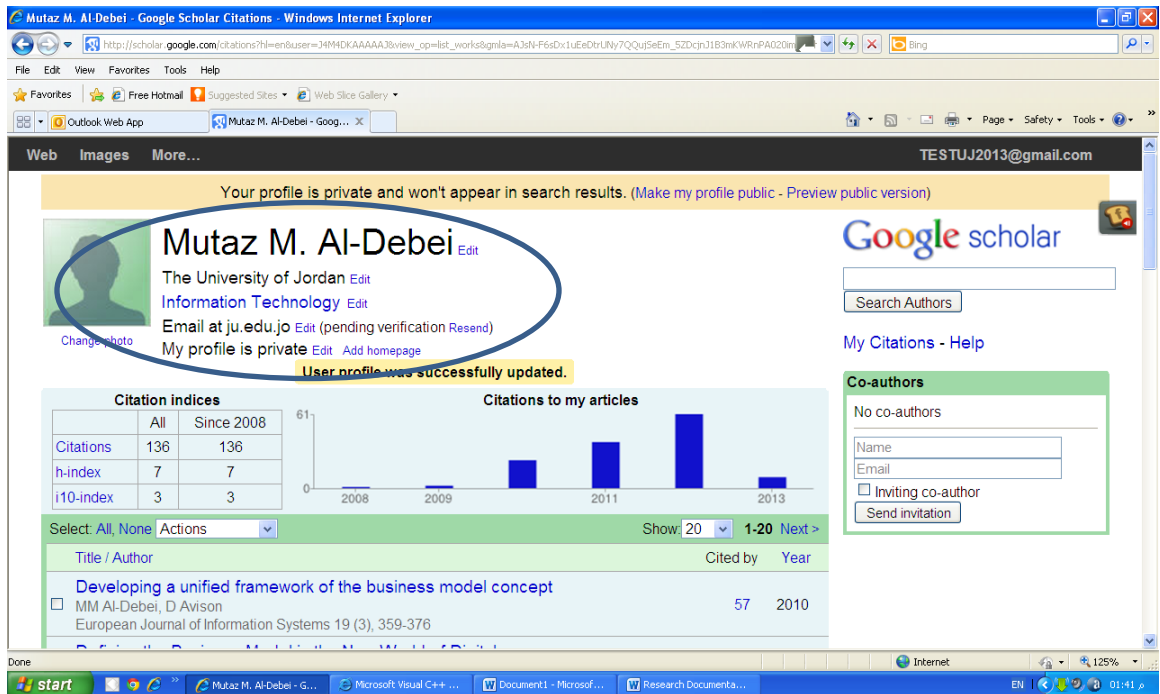 Mutaz M. Al-Debei - Google Scholar Citations - Windows Internet Explorer
http://scholar.google.com/citations?hl=en&user=J4M4DKAAAAAJ&view_op=list_works&gmla=AJsN-F6sDx1uEeDtrUNy7QQujSeEm_5ZDcjnJ1B3mKWRnPA020im
Bing
File Edit View Favorites Tools Help
Favorites Free Hotmail Suggested Sites Web Slice Gallery
Outlook Web App Mutaz M. Al-Debei - Goog... X Page Safety Tools »
Web Images More... TESTUJ2013@gmail.com
Your profile is private and won't appear in search results. (Make my profile public - Preview public version)
Mutaz M. Al-Debei Edit
The University of Jordan Edit
Information Technology Edit
Email at ju.edu.jo Edit (pending verification Resend)
Change photo
My profile is private Edit Add homepage
User profile was successfully updated.
Google scholar
Search Authors
My Citations - Help
Co-authors
No co-authors
Name
Email
Inviting co-author
Send invitation
Citation indices
All Since 2008
Citations 136 136
h-index 7 7
i10-index 3 3
Citations to my articles
61
0
2008 2009 2011 2013
Select: All, None Actions Show: 20 1-20 Next >
Title / Author Cited by Year
Developing a unified framework of the business model concept
MM Al-Debei, D Avison 57 2010
European Journal of Information Systems 19 (3), 359-376
Done Internet 125%
start » Mutaz M. Al-Debei - G... Microsoft Visual C++ ... Document1 - Microsof... Research Documenta... EN 01:41 م